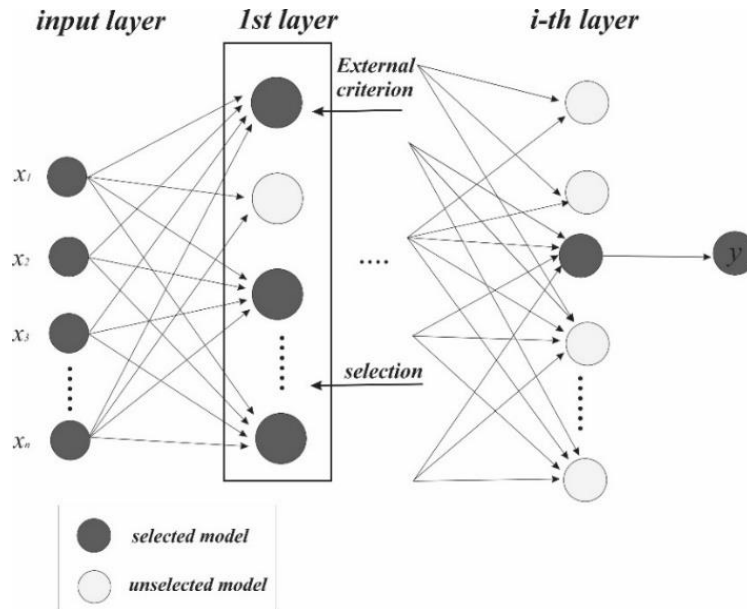 input layer
1st layer
i-th layer
External
criterion
x₁
x₂
y
....
x₃
selection
xₙ
selected model
unselected model